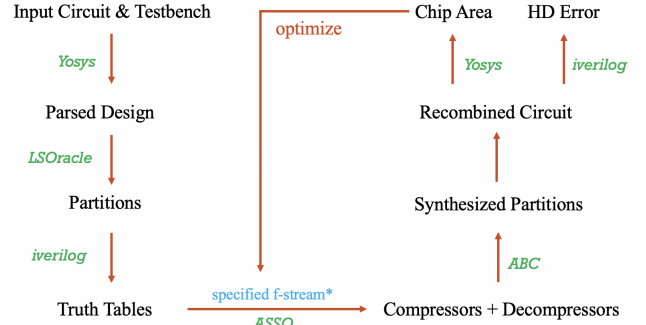 Input Circuit & Testbench
Chip Area
HD Error
optimize
Yosys
Yosys
iverilog
Parsed Design
Recombined Circuit
LSOracle
Partitions
Synthesized Partitions
iverilog
ABC
specified f-stream*
Truth Tables
Compressors + Decompressors
ASSO